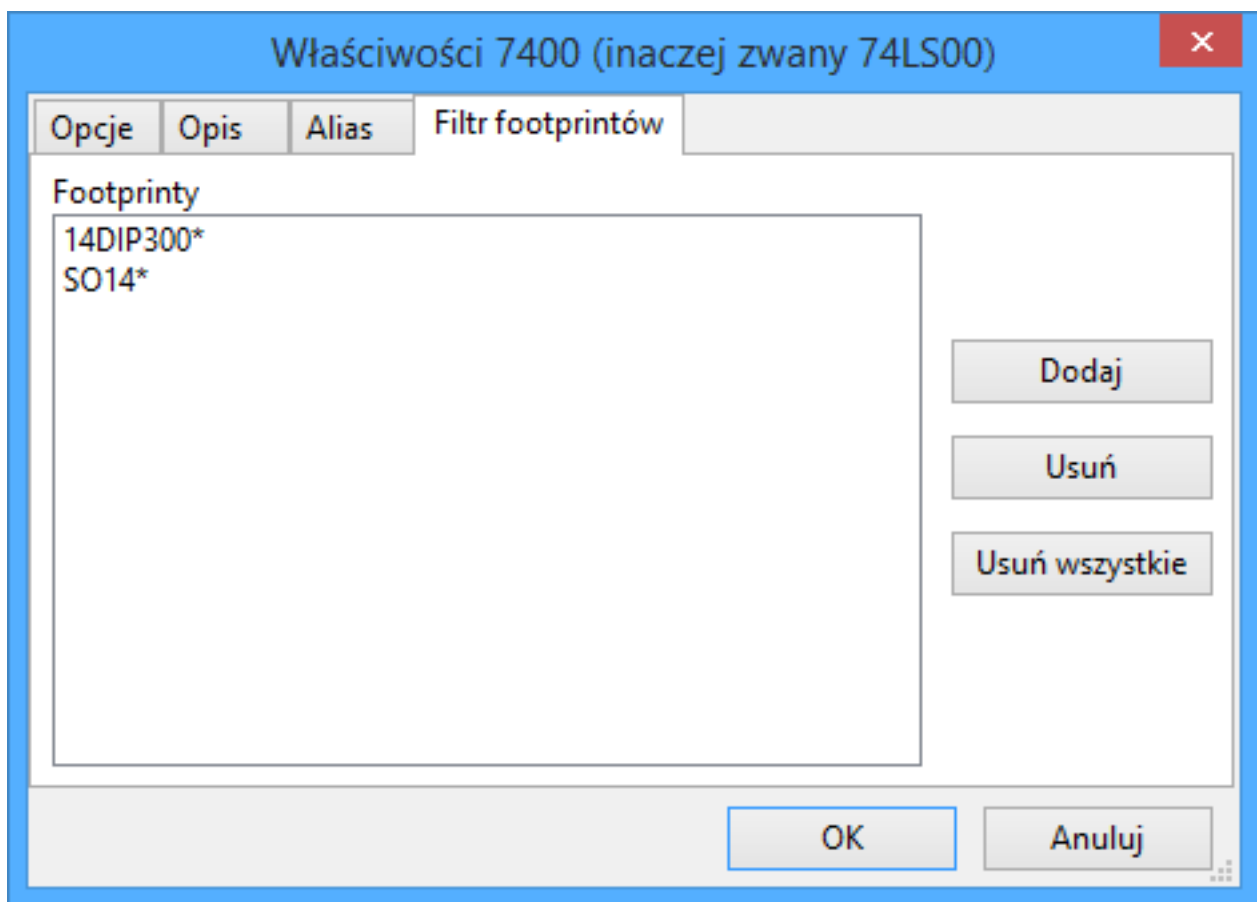 Właściwości 7400 (inaczej zwany 74LS00)
Opcje Opis Alias Filtr footprintów
Footprinty
14DIP300*
SO14*
Dodaj
Usuń
Usuń wszystkie
OK Anuluj